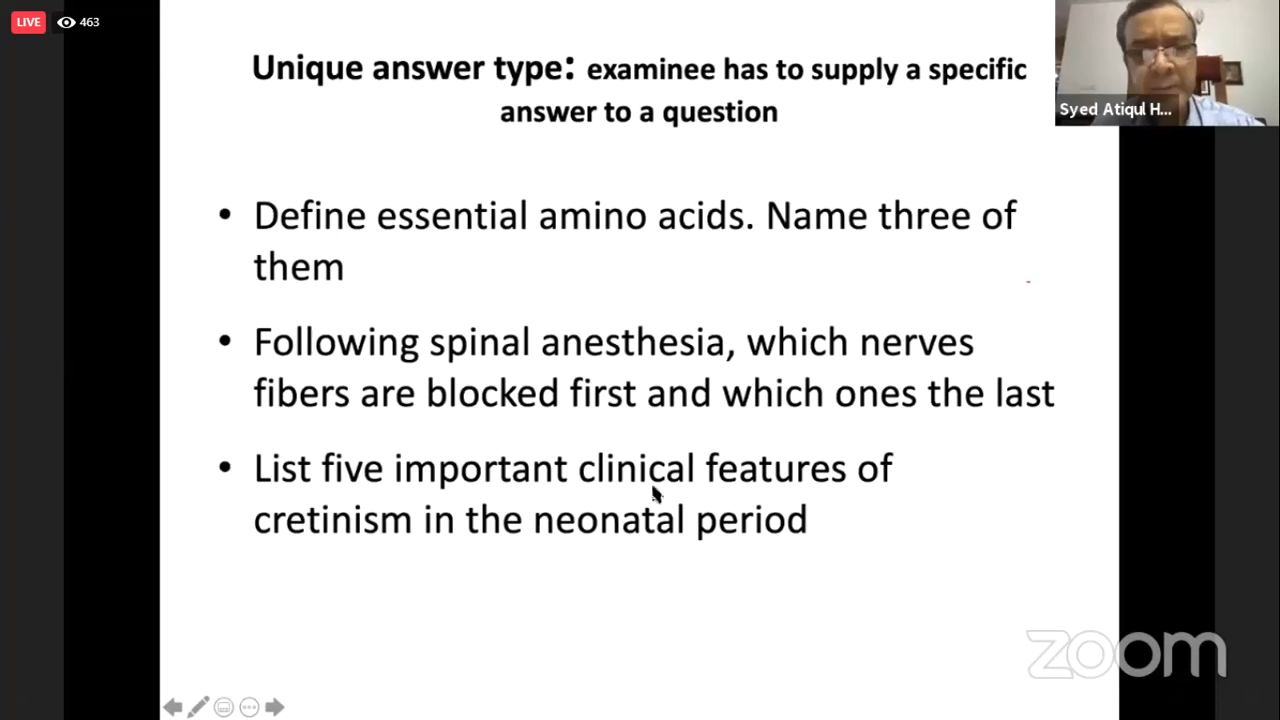 LIVE 463
Unique answer type: examinee has to supply a specific
answer to a question
Syed Atiqul H...
• Define essential amino acids. Name three of
them
• Following spinal anesthesia, which nerves
fibers are blocked first and which ones the last
• List five important clinical features of
cretinism in the neonatal period
zoom